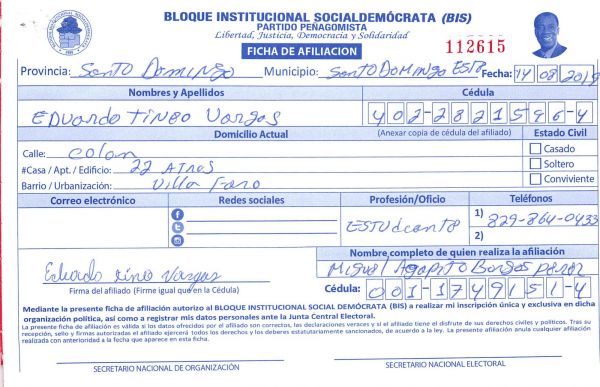 BLOQUE INSTITUCIONAL SOCIALDEMÓCRATA (BIS)
PARTIDO PEÑAGOMISTA
Libertad, Justicia, Democracia y Solidaridad
FICHA DE AFILIACION
112615
Provincia: Santo Domingo Municipio: Santo Domingo Este Fecha: 14 08 2019
Nombres y Apellidos Cédula
Eduardo Tineo Vargas 402-2821596-4
Domicilio Actual (Anexar copia de cédula del afiliado) Estado Civil
Calle: Colon Casado
#Casa / Apt. / Edificio: 22 Atras Soltero
Barrio / Urbanización: Villa Faro Conviviente
Correo electrónico Redes sociales Profesión/Oficio Teléfonos
Estudiante 1) 829-864-0433
2)
Nombre completo de quien realiza la afiliación
Eduardo Tineo Vargas Miguel Agapito Borgos Perez
Firma del afiliado (Firme igual que en la Cédula) Cédula: 001-1749151-4
Mediante la presente ficha de afiliación autorizo al BLOQUE INSTITUCIONAL SOCIAL DEMÓCRATA (BIS) a realizar mi inscripción única y exclusiva en dicha
organización política, así como a registrar mis datos personales ante la Junta Central Electoral.
La presente ficha de afiliación es válida si los datos ofrecidos por el afiliado son correctos, las declaraciones veraces y si el afiliado tiene el disfrute de sus derechos civiles y políticos. Tras su
recepción, sello y firmas autorizadas el afiliado ejercerá todos los derechos y los deberes estatutariamente sancionados, de acuerdo a la ley. La presente afiliación anula cualquier afiliación
realizada con anterioridad a la fecha que aparece en esta ficha.
SECRETARIO NACIONAL DE ORGANIZACIÓN SECRETARIO NACIONAL ELECTORAL